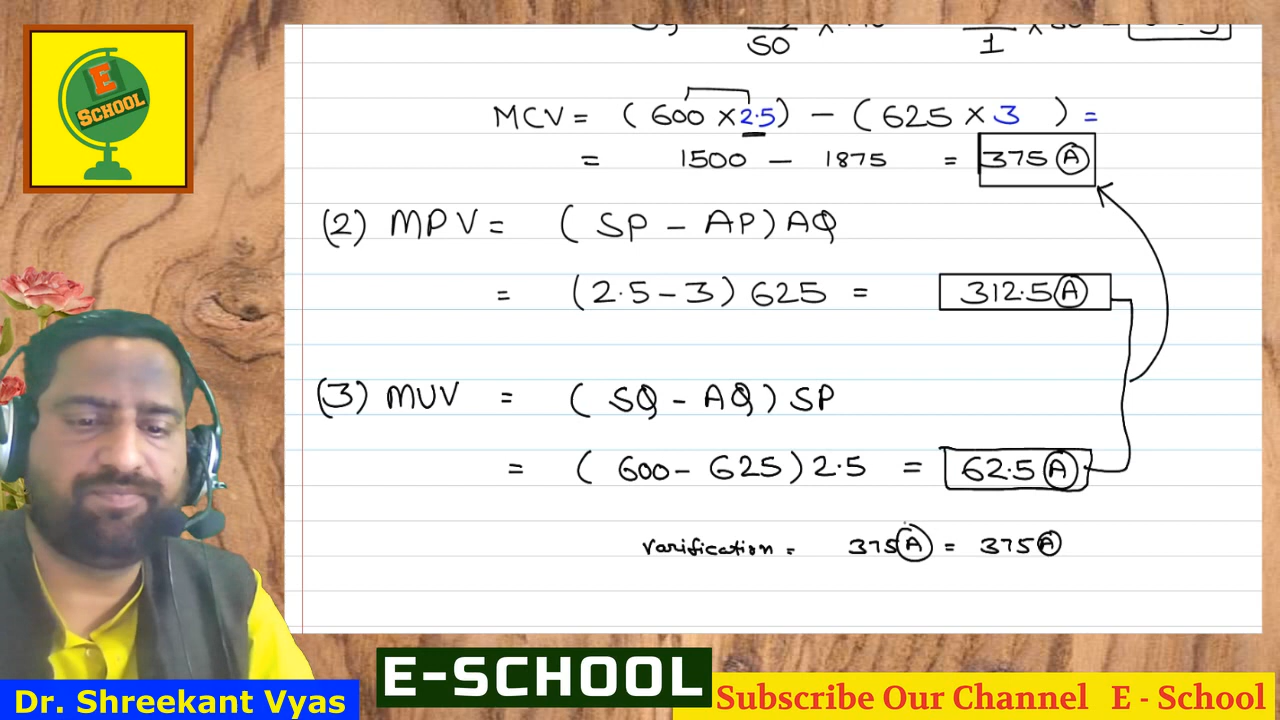 E
SCHOOL
50 1 × 50
MCV = ( 600 × 2.5 ) - ( 625 × 3 ) =
= 1500 - 1875 = 375 Ⓐ
(2) MPV = ( SP - AP ) AQ
= ( 2.5 - 3 ) 625 = 312.5 Ⓐ
(3) MUV = ( SQ - AQ ) SP
= ( 600 - 625 ) 2.5 = 62.5 Ⓐ
Varification = 375 Ⓐ = 375 Ⓐ
E-SCHOOL
Dr. Shreekant Vyas
Subscribe Our Channel E - School